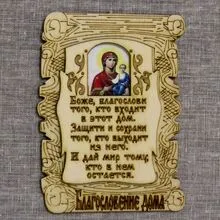 Боже, благослови
того, кто входит
в этот дом.
Защити и сохрани
того, кто выходит
из него.
И дай мир тому,
кто в нем
остается.
Благословение дома